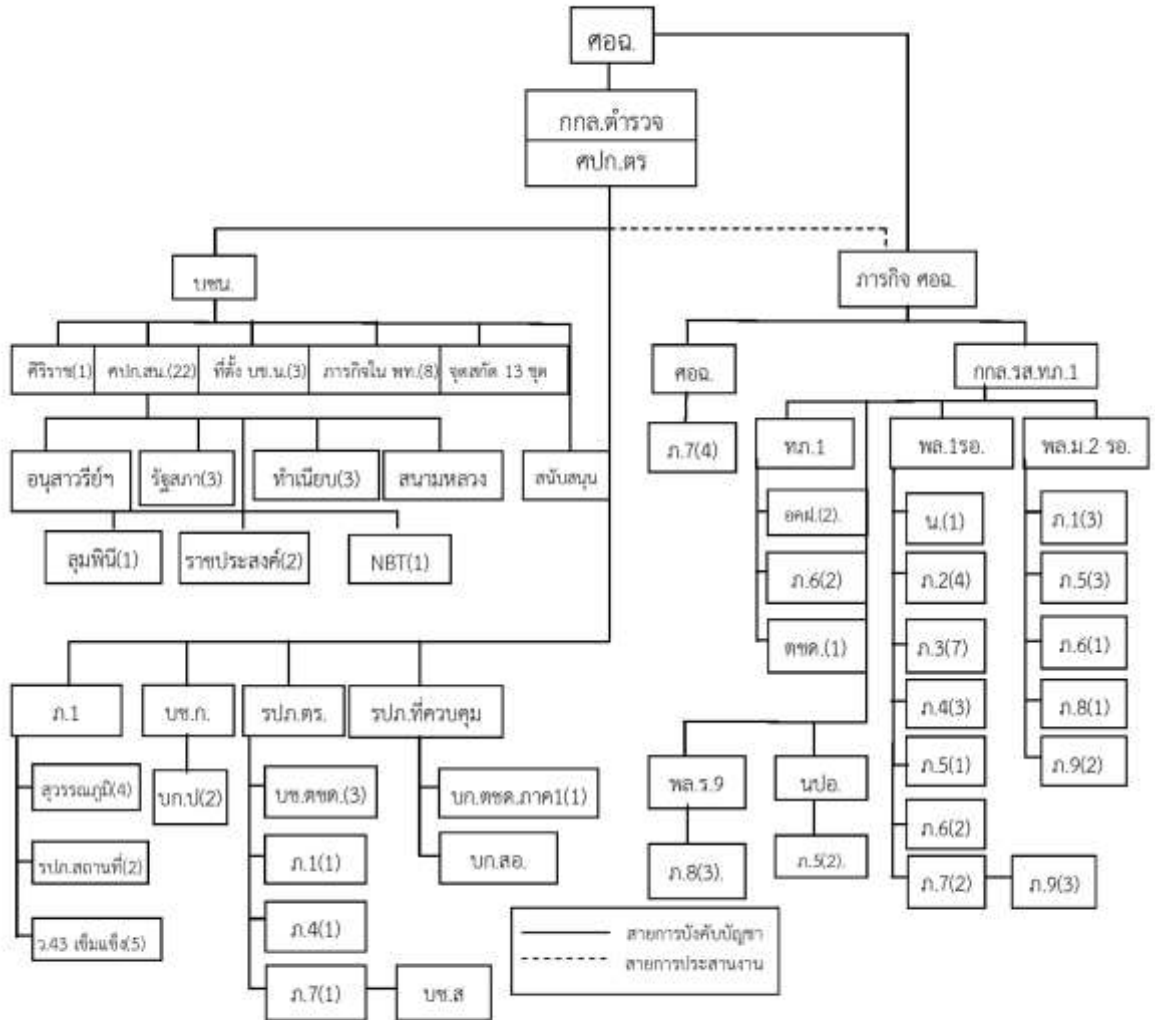 ศอฉ.
กกล.ตำรวจ
ศปก.ตร
บชน.
ภารกิจ ศอฉ.
ศิริราช(1)
ศปก.สน.(22)
ที่ตั้ง บช.น.(3)
ภารกิจใน พท.(8)
จุดสกัด 13 ชุด
ศอฉ.
กกล.รส.ทภ.1
ภ.7(4)
ทภ.1
พล.1รอ.
พล.ม.2 รอ.
อนุสาวรีย์ฯ
รัฐสภา(3)
ทำเนียบ(3)
สนามหลวง
สนับสนุน
ลุมพินี(1)
ราชประสงค์(2)
NBT(1)
อคฝ.(2).
น.(1)
ภ.1(3)
ภ.6(2)
ภ.2(4)
ภ.5(3)
ตชด.(1)
ภ.3(7)
ภ.6(1)
ภ.4(3)
ภ.8(1)
ภ.5(1)
ภ.9(2)
ภ.6(2)
ภ.7(2)
ภ.9(3)
พล.ร.9
นปอ.
ภ.8(3).
ภ.5(2).
ภ.1
บช.ก.
รปภ.ตร.
รปภ.ที่ควบคุม
สุวรรณภูมิ(4)
บก.ป(2)
บช.ตชด.(3)
บก.ตชด.ภาค1(1)
รปภ.สถานที่(2)
ภ.1(1)
บก.สอ.
ว.43 เข้มแข็ง(5)
ภ.4(1)
ภ.7(1)
บช.ส
สายการบังคับบัญชา
สายการประสานงาน